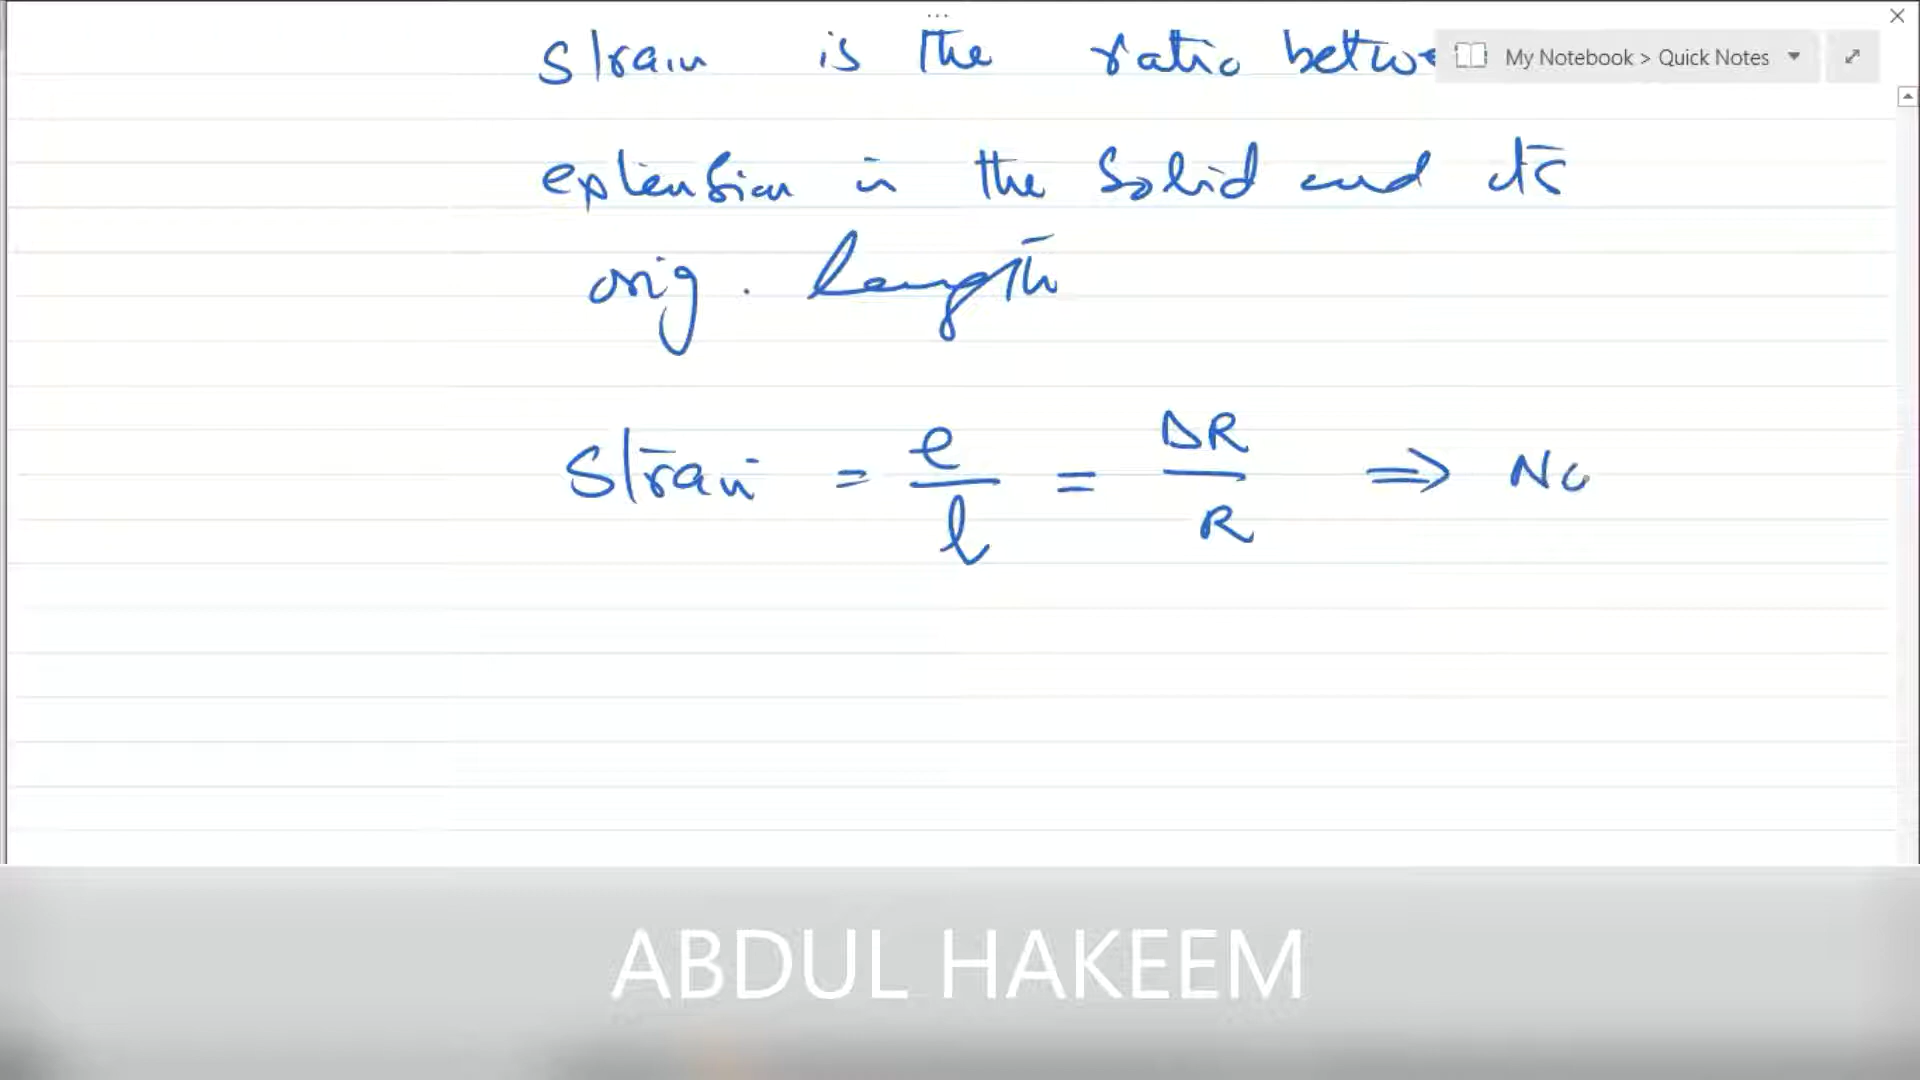 strain is the ratio betwe
My Notebook > Quick Notes
extension in the Solid and its
orig. length
Strain = e/l = ΔR/R ⇒ No
ABDUL HAKEEM